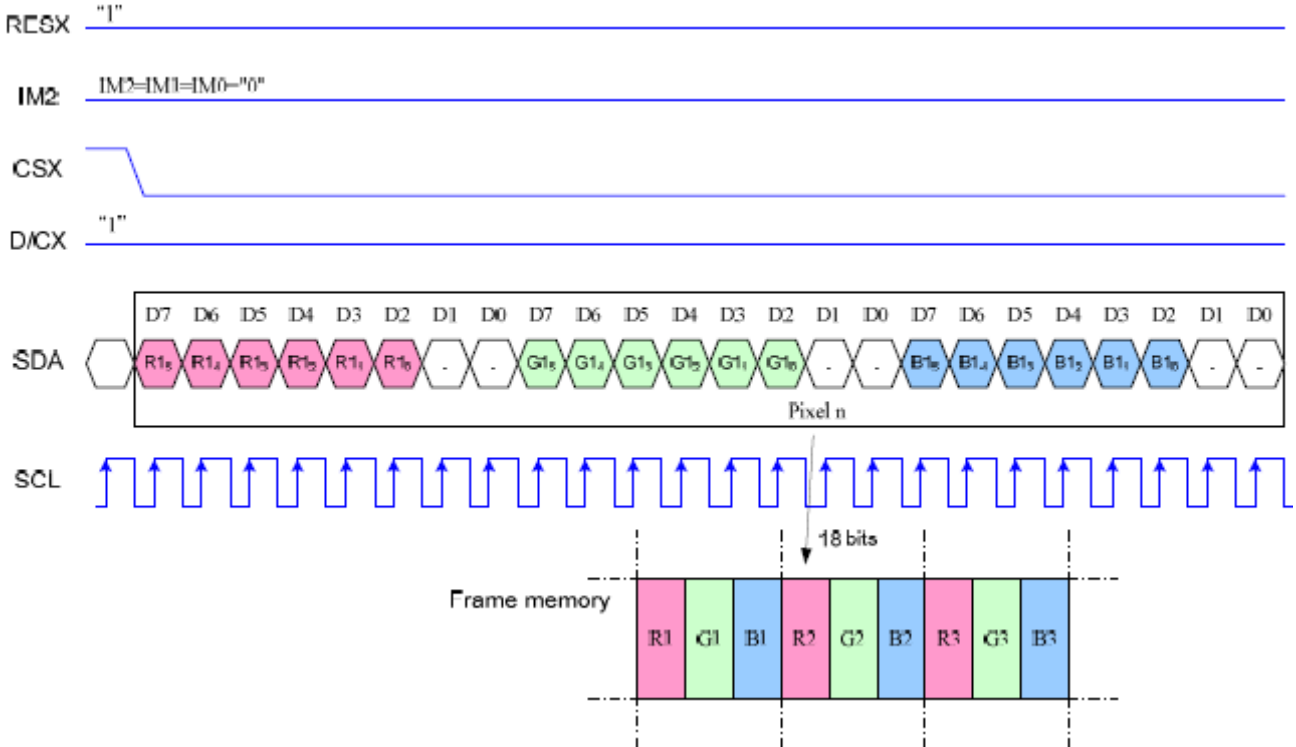 RESX "1"
IM2 IM2=IM1=IM0="0"
CSX
D/CX "1"
D7 D6 D5 D4 D3 D2 D1 D0 D7 D6 D5 D4 D3 D2 D1 D0 D7 D6 D5 D4 D3 D2 D1 D0
SDA R1₅ R1₄ R1₃ R1₂ R1₁ R1₀ - - G1₅ G1₄ G1₃ G1₂ G1₁ G1₀ - - B1₅ B1₄ B1₃ B1₂ B1₁ B1₀ - -
Pixel n
SCL
18 bits
Frame memory
R1 G1 B1 R2 G2 B2 R3 G3 B3